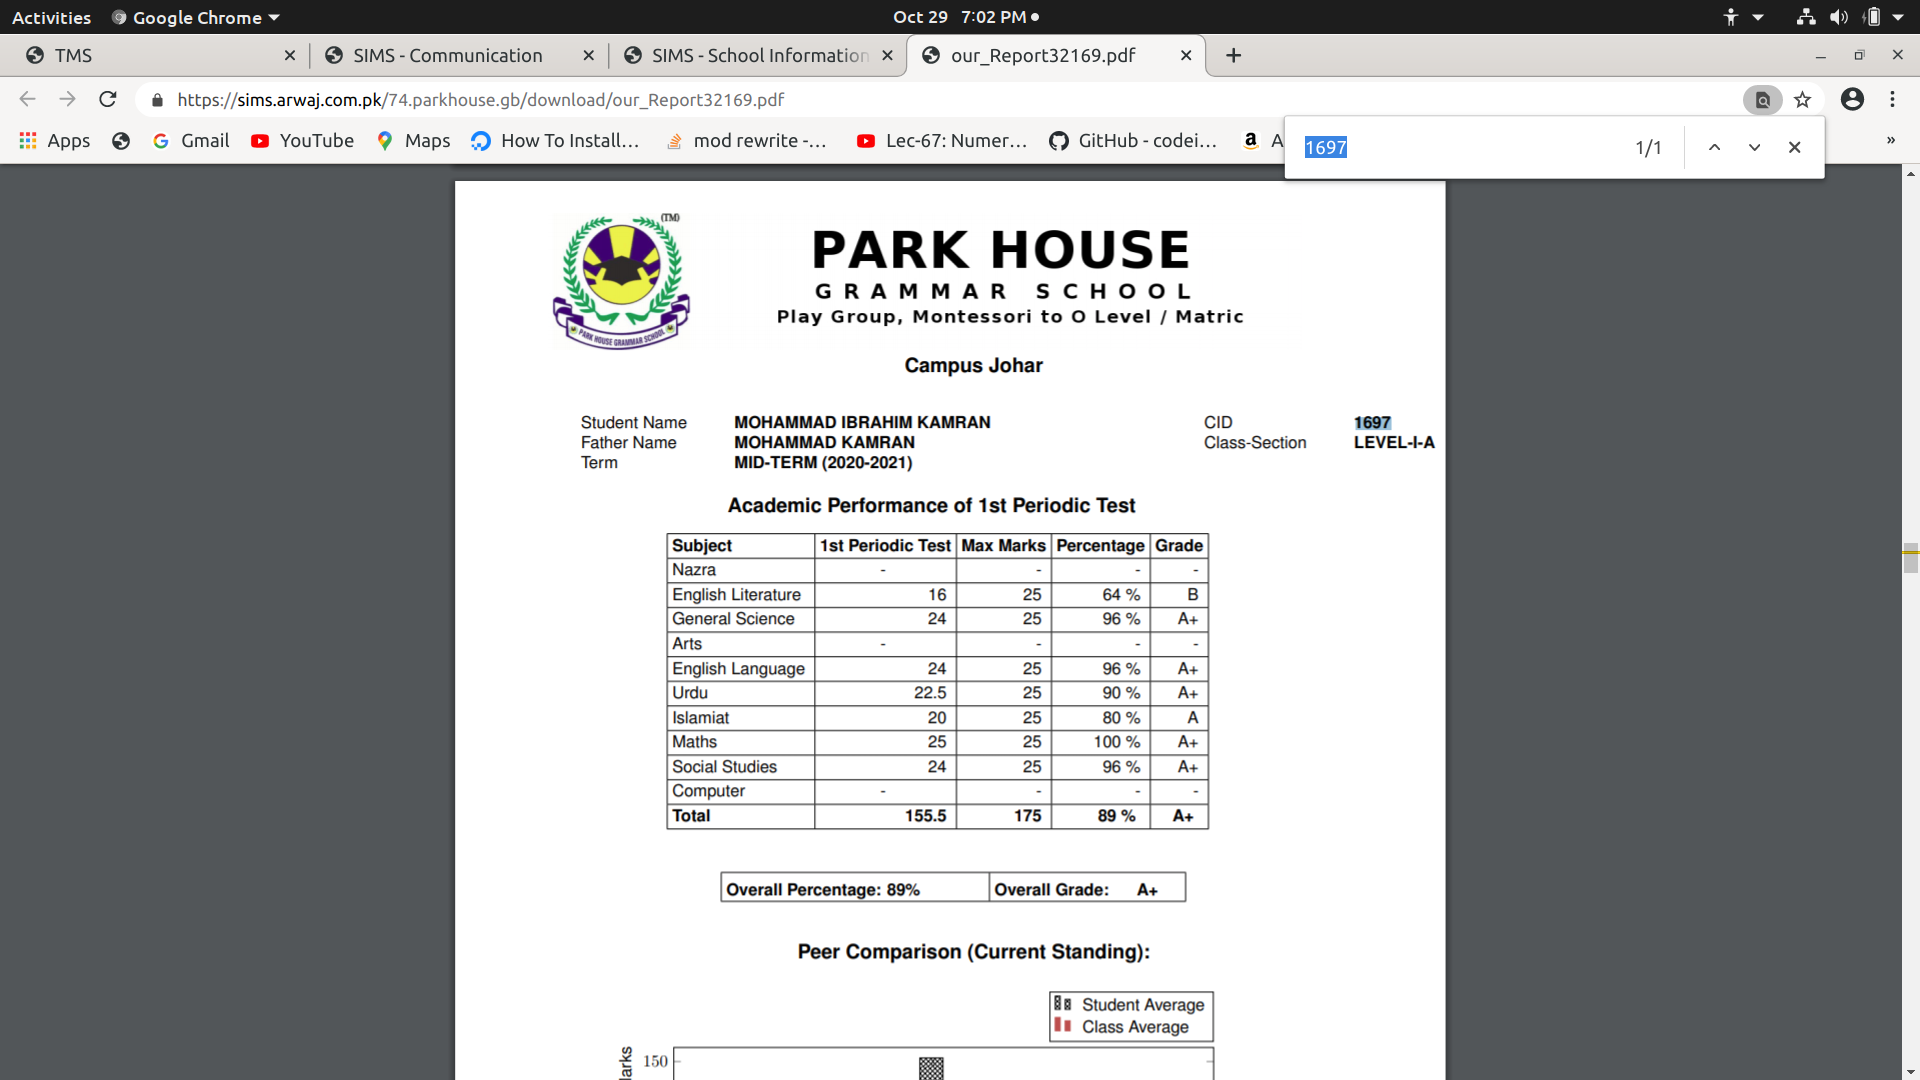 Activities Google Chrome Oct 29 7:02 PM
TMS SIMS - Communication SIMS - School Information our_Report32169.pdf
https://sims.arwaj.com.pk/74.parkhouse.gb/download/our_Report32169.pdf
Apps Gmail YouTube Maps How To Install… mod rewrite -… Lec-67: Numer… GitHub - codei… A »
1697 1/1
(TM)
PARK HOUSE GRAMMAR SCHOOL
PARK HOUSE
GRAMMAR SCHOOL
Play Group, Montessori to O Level / Matric
Campus Johar
Student Name MOHAMMAD IBRAHIM KAMRAN CID 1697
Father Name MOHAMMAD KAMRAN Class-Section LEVEL-I-A
Term MID-TERM (2020-2021)
Academic Performance of 1st Periodic Test
Subject 1st Periodic Test Max Marks Percentage Grade
Nazra - - - -
English Literature 16 25 64 % B
General Science 24 25 96 % A+
Arts - - - -
English Language 24 25 96 % A+
Urdu 22.5 25 90 % A+
Islamiat 20 25 80 % A
Maths 25 25 100 % A+
Social Studies 24 25 96 % A+
Computer - - - -
Total 155.5 175 89 % A+
Overall Percentage: 89% Overall Grade: A+
Peer Comparison (Current Standing):
Student Average
Class Average
150